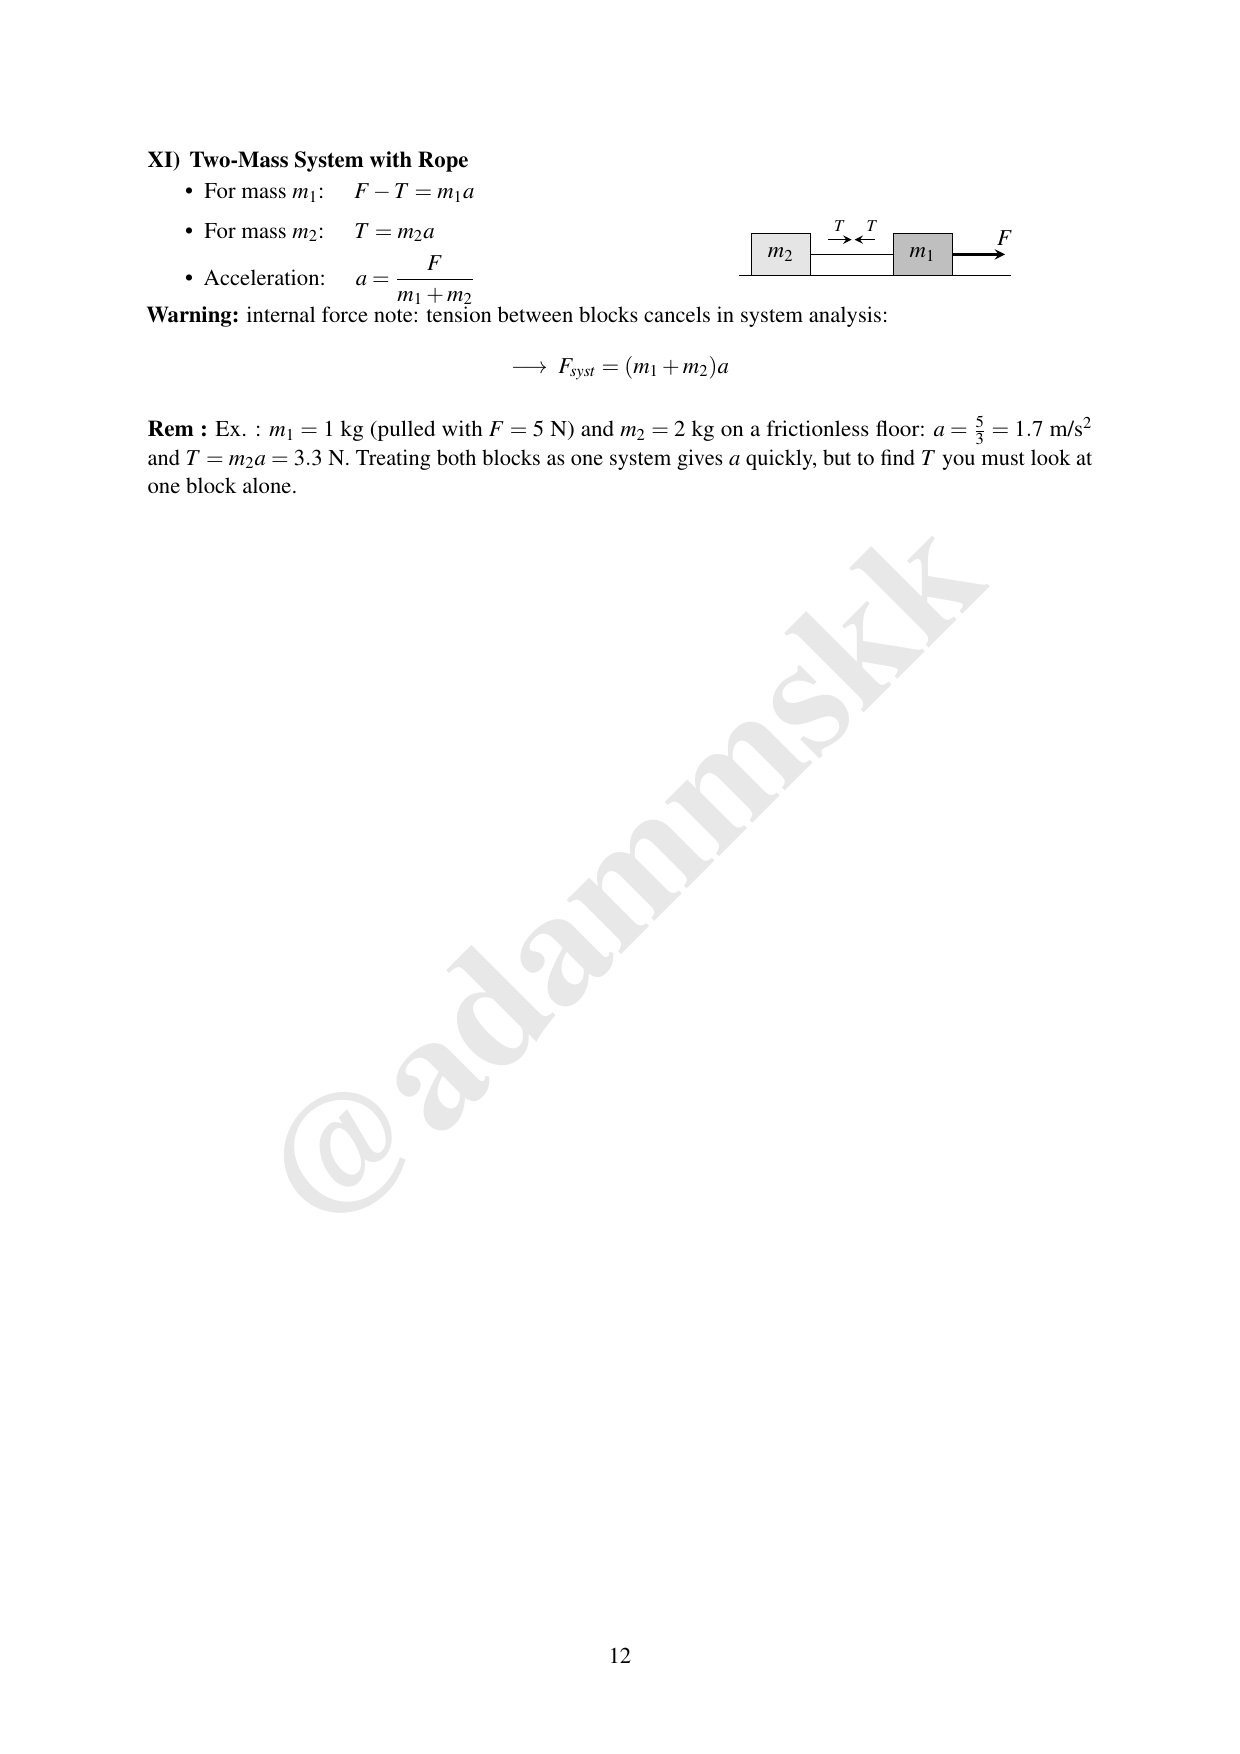 XI) Two-Mass System with Rope
• For mass m₁: F − T = m₁a
• For mass m₂: T = m₂a
• Acceleration: a = F / (m₁ + m₂)
T T
m₂ m₁ F
Warning: internal force note: tension between blocks cancels in system analysis:
⟶ F_syst = (m₁ + m₂)a
Rem : Ex. : m₁ = 1 kg (pulled with F = 5 N) and m₂ = 2 kg on a frictionless floor: a = 5/3 = 1.7 m/s²
and T = m₂a = 3.3 N. Treating both blocks as one system gives a quickly, but to find T you must look at
one block alone.
@adammskk
12